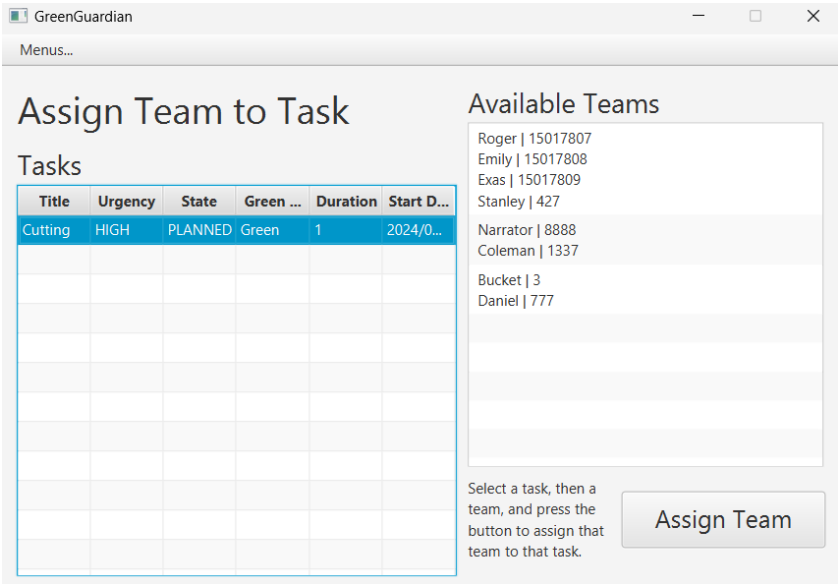 GreenGuardian
Menus...
Assign Team to Task
Tasks
Title Urgency State Green ... Duration Start D...
Cutting HIGH PLANNED Green 1 2024/0...
Available Teams
Roger | 15017807
Emily | 15017808
Exas | 15017809
Stanley | 427
Narrator | 8888
Coleman | 1337
Bucket | 3
Daniel | 777
Select a task, then a
team, and press the
button to assign that
team to that task.
Assign Team